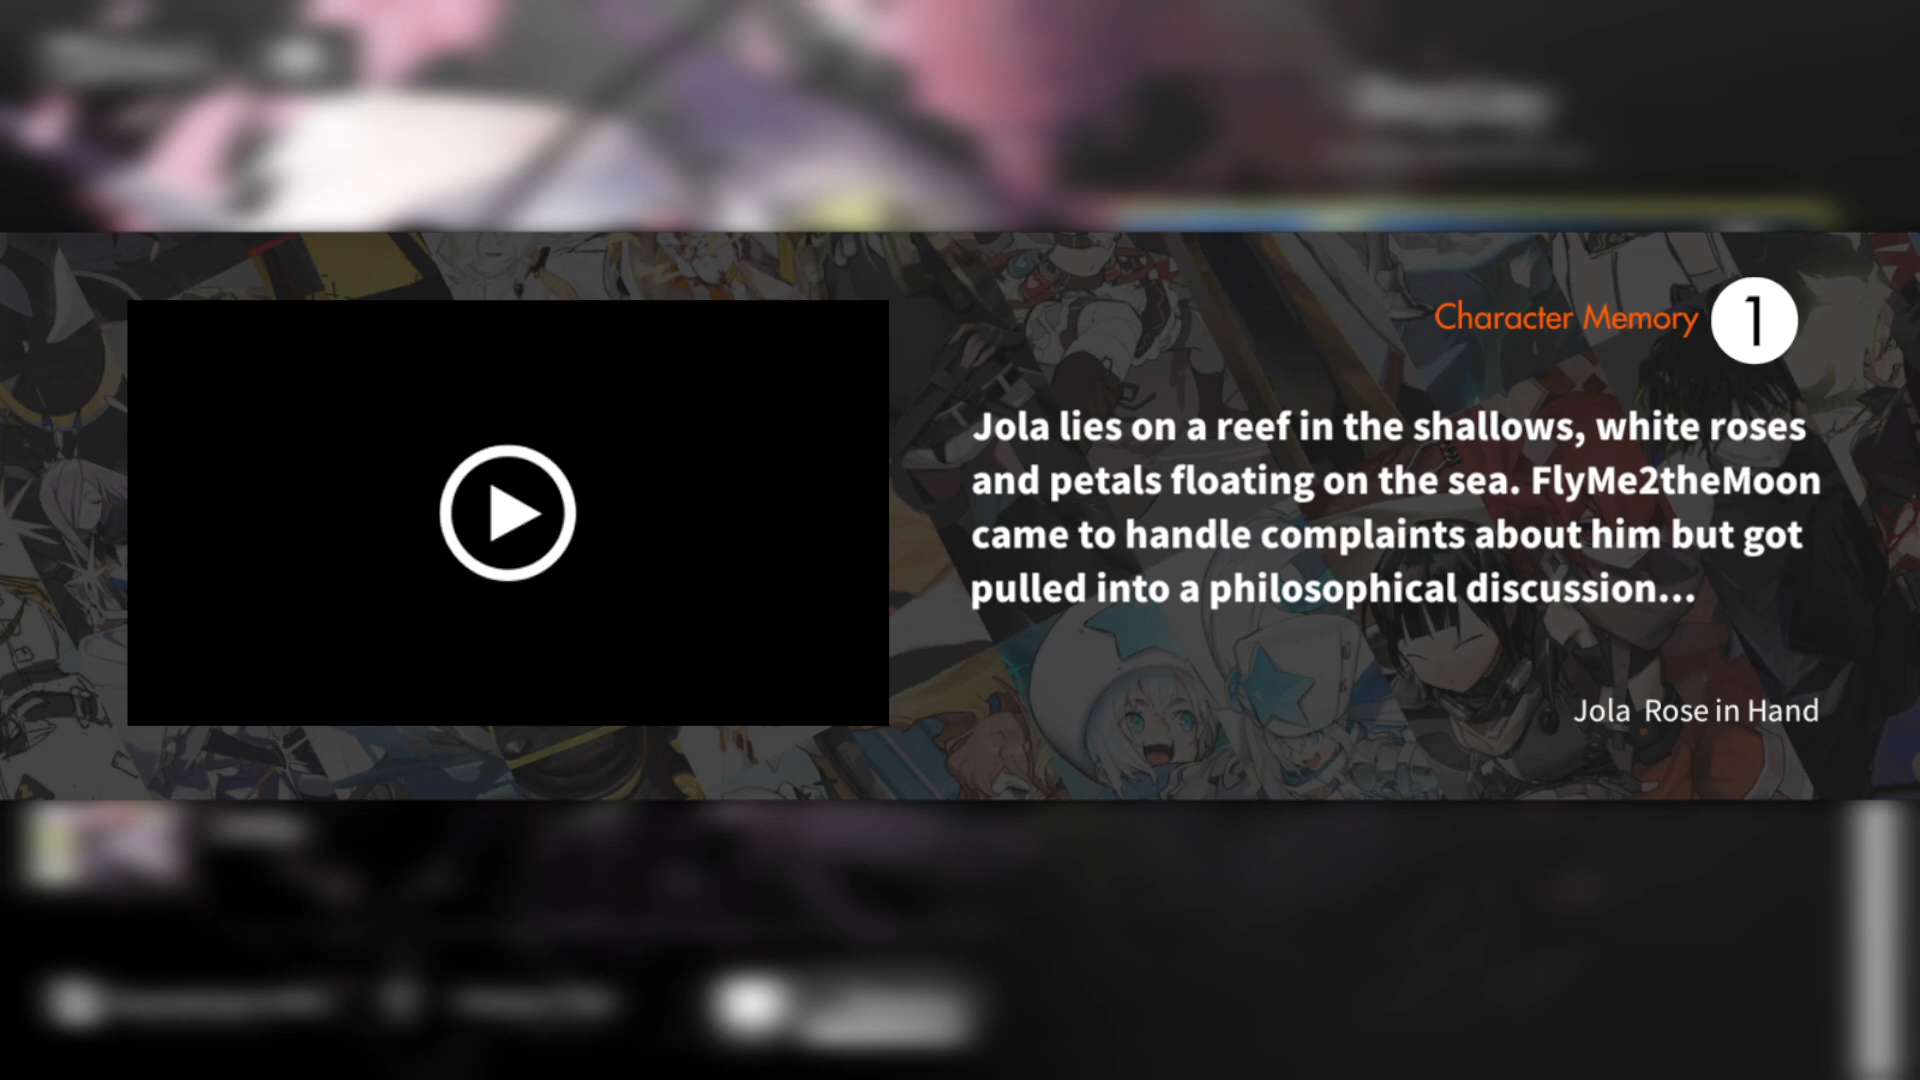 Character Memory 1
Jola lies on a reef in the shallows, white roses
and petals floating on the sea. FlyMe2theMoon
came to handle complaints about him but got
pulled into a philosophical discussion...
Jola Rose in Hand